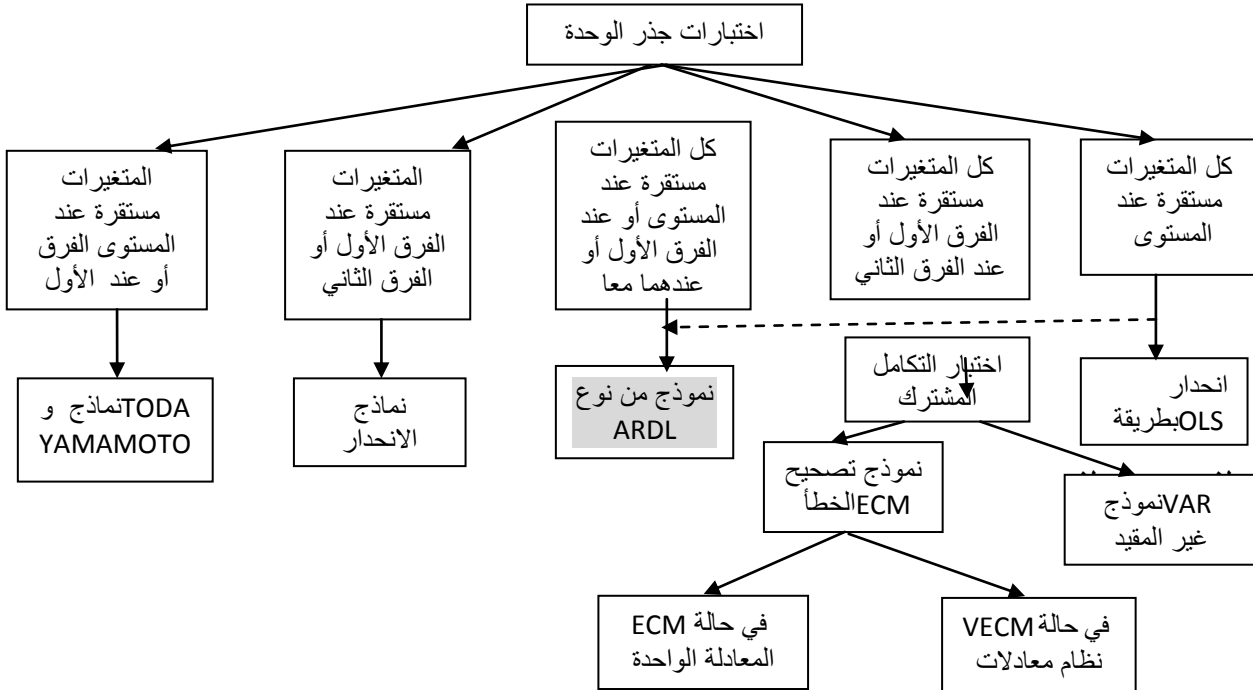 اختبارات جذر الوحدة
كل المتغيرات
مستقرة عند
المستوى
كل المتغيرات
مستقرة عند
الفرق الأول أو
عند الفرق الثاني
كل المتغيرات
مستقرة عند
المستوى أو عند
الفرق الأول أو
عندهما معا
المتغيرات
مستقرة عند
الفرق الأول أو
الفرق الثاني
المتغيرات
مستقرة عند
المستوى الفرق
أو عند الأول
انحدار
OLSبطريقة
اختبار التكامل
المشترك
نموذج من نوع
ARDL
نماذج
الانحدار
TODAنماذج و
YAMAMOTO
VARنموذج
غير المقيد
نموذج تصحيح
ECMالخطأ
VECM في حالة
نظام معادلات
ECM في حالة
المعادلة الواحدة